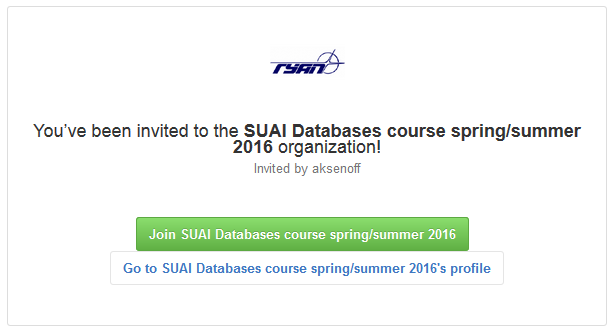 ГУАП
You've been invited to the SUAI Databases course spring/summer
2016 organization!
Invited by aksenoff
Join SUAI Databases course spring/summer 2016
Go to SUAI Databases course spring/summer 2016's profile